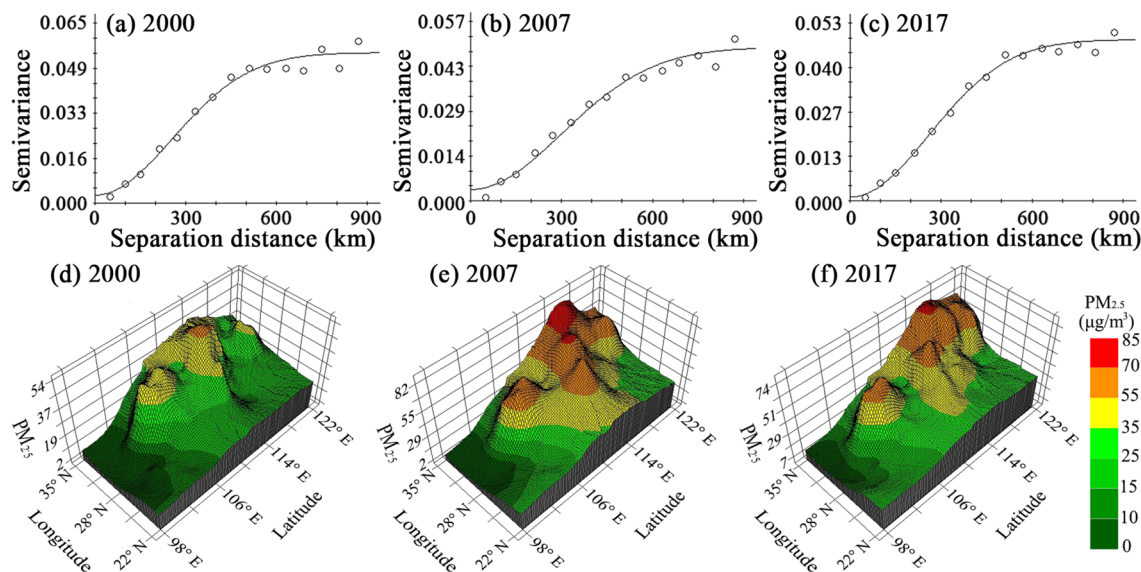 (a) 2000
0.065
0.049
0.033
0.016
0.000
Semivariance
0 300 600 900
Separation distance (km)
(b) 2007
0.057
0.043
0.029
0.014
0.000
Semivariance
0 300 600 900
Separation distance (km)
(c) 2017
0.053
0.040
0.027
0.013
0.000
Semivariance
0 300 600 900
Separation distance (km)
(d) 2000
54
37
19
2
PM2.5
35° N
28° N
22° N
Longitude
98° E
106° E
114° E
122° E
Latitude
(e) 2007
82
55
29
2
PM2.5
35° N
28° N
22° N
Longitude
98° E
106° E
114° E
122° E
Latitude
(f) 2017
74
51
29
7
PM2.5
35° N
28° N
22° N
Longitude
98° E
106° E
114° E
122° E
Latitude
PM2.5
(μg/m³)
85
70
55
35
25
15
10
0